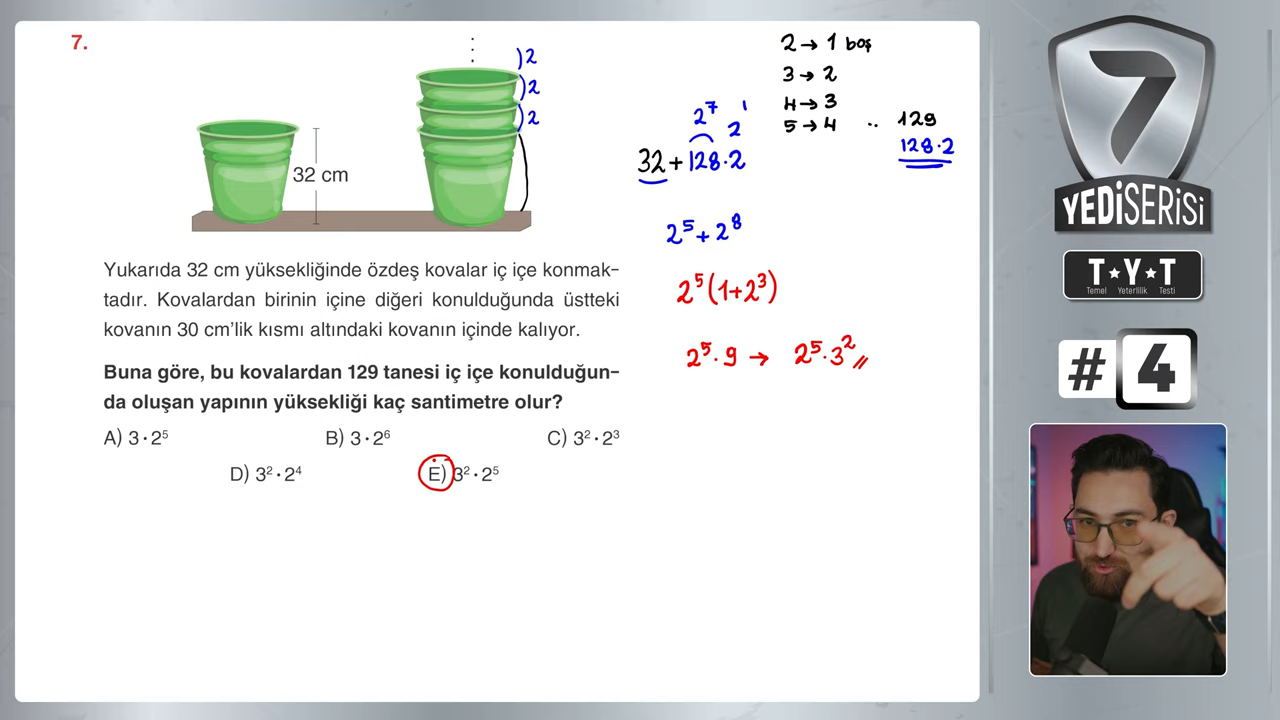 7.
)2
)2
)2
32 cm
Yukarıda 32 cm yüksekliğinde özdeş kovalar iç içe konmak-
tadır. Kovalardan birinin içine diğeri konulduğunda üstteki
kovanın 30 cm’lik kısmı altındaki kovanın içinde kalıyor.
Buna göre, bu kovalardan 129 tanesi iç içe konulduğun-
da oluşan yapının yüksekliği kaç santimetre olur?
A) 3 · 2⁵
B) 3 · 2⁶
C) 3² · 2³
D) 3² · 2⁴
E) 3² · 2⁵
2 → 1 boş
3 → 2
4 → 3
5 → 4 .. 129
128·2
2⁷ 2¹
32 + 128·2
2⁵ + 2⁸
2⁵(1+2³)
2⁵·9 → 2⁵·3²//
7
YEDİSERİSİ
T★Y★T
Temel Yeterlilik Testi
# 4